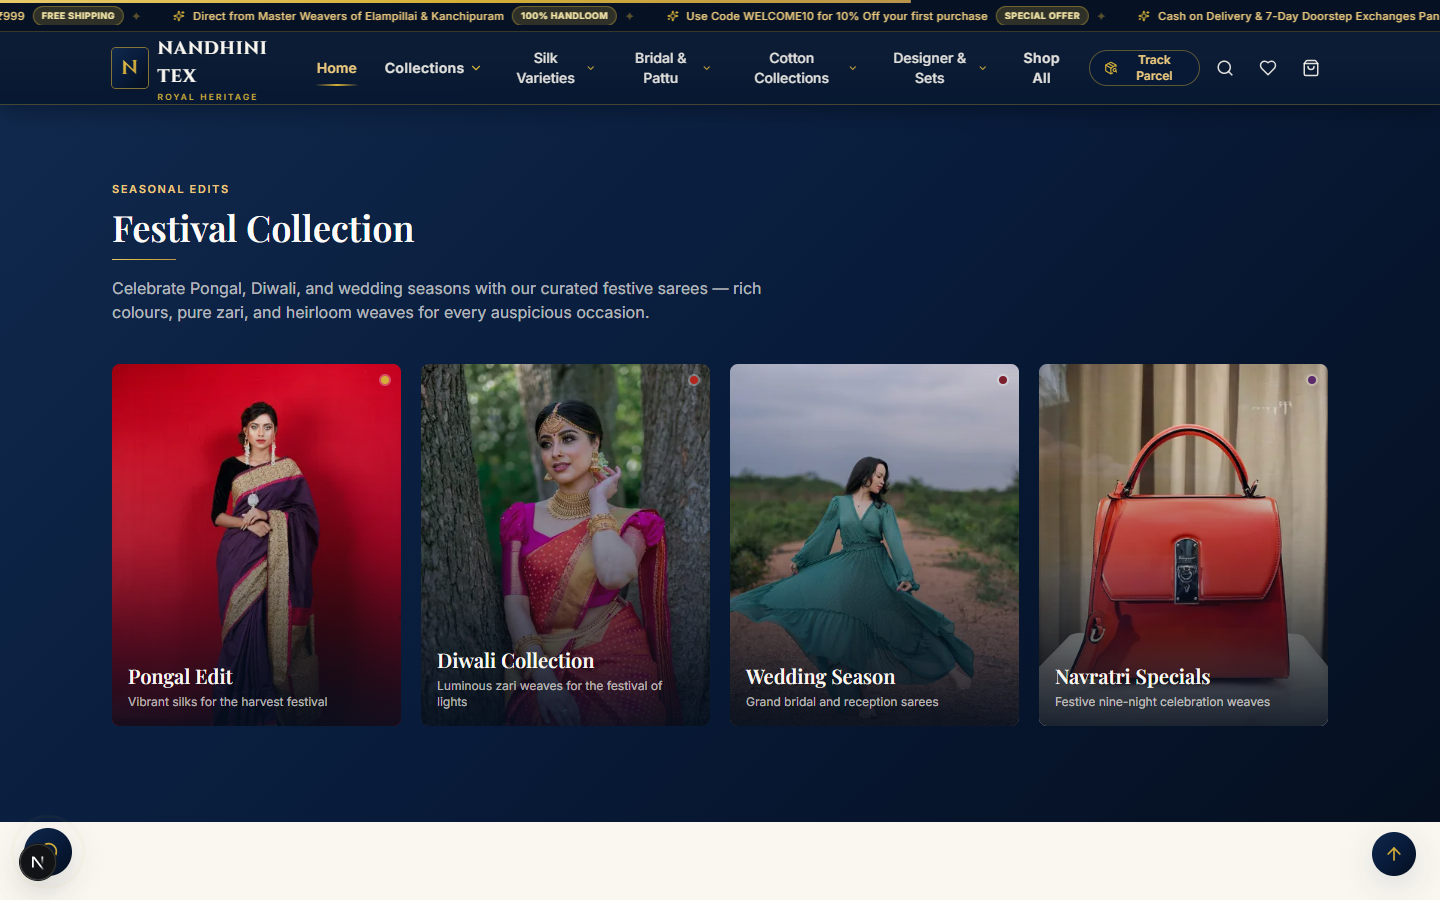 ₹999 FREE SHIPPING Direct from Master Weavers of Elampillai & Kanchipuram 100% HANDLOOM Use Code WELCOME10 for 10% Off your first purchase SPECIAL OFFER Cash on Delivery & 7-Day Doorstep Exchanges Pan
N
NANDHINI
TEX
ROYAL HERITAGE
Home
Collections
Silk
Varieties
Bridal &
Pattu
Cotton
Collections
Designer &
Sets
Shop
All
Track
Parcel
SEASONAL EDITS
Festival Collection
Celebrate Pongal, Diwali, and wedding seasons with our curated festive sarees — rich
colours, pure zari, and heirloom weaves for every auspicious occasion.
Pongal Edit
Vibrant silks for the harvest festival
Diwali Collection
Luminous zari weaves for the festival of
lights
Wedding Season
Grand bridal and reception sarees
Navratri Specials
Festive nine-night celebration weaves
N